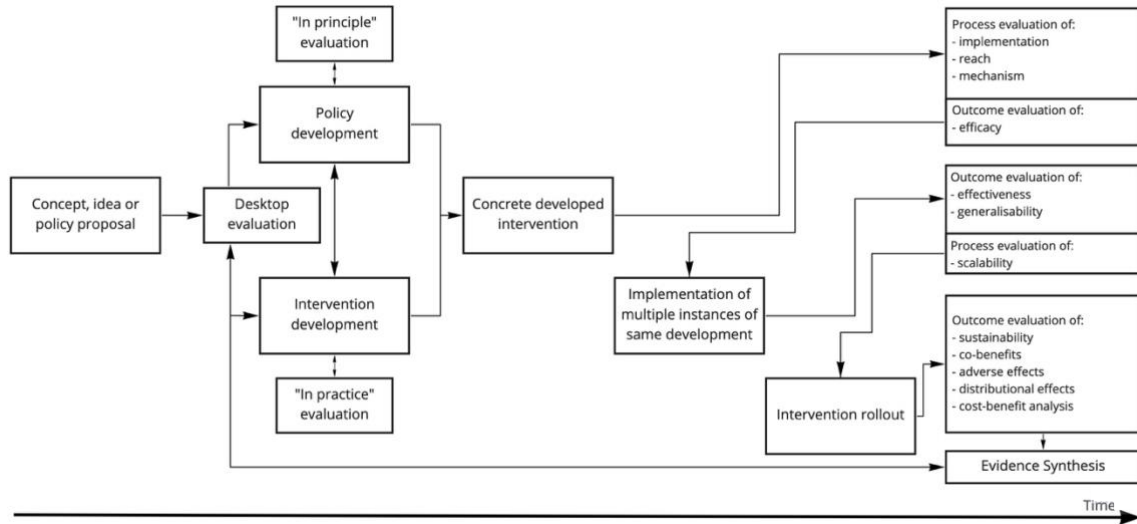 "In principle"
evaluation
Policy
development
Concept, idea or
policy proposal
Desktop
evaluation
Intervention
development
"In practice"
evaluation
Concrete developed
intervention
Implementation of
multiple instances of
same development
Intervention rollout
Process evaluation of:
- implementation
- reach
- mechanism
Outcome evaluation of:
- efficacy
Outcome evaluation of:
- effectiveness
- generalisability
Process evaluation of:
- scalability
Outcome evaluation of:
- sustainability
- co-benefits
- adverse effects
- distributional effects
- cost-benefit analysis
Evidence Synthesis
Time